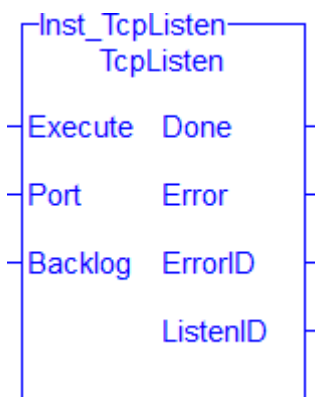 Inst_TcpListen
TcpListen
Execute Done
Port Error
Backlog ErrorID
ListenID